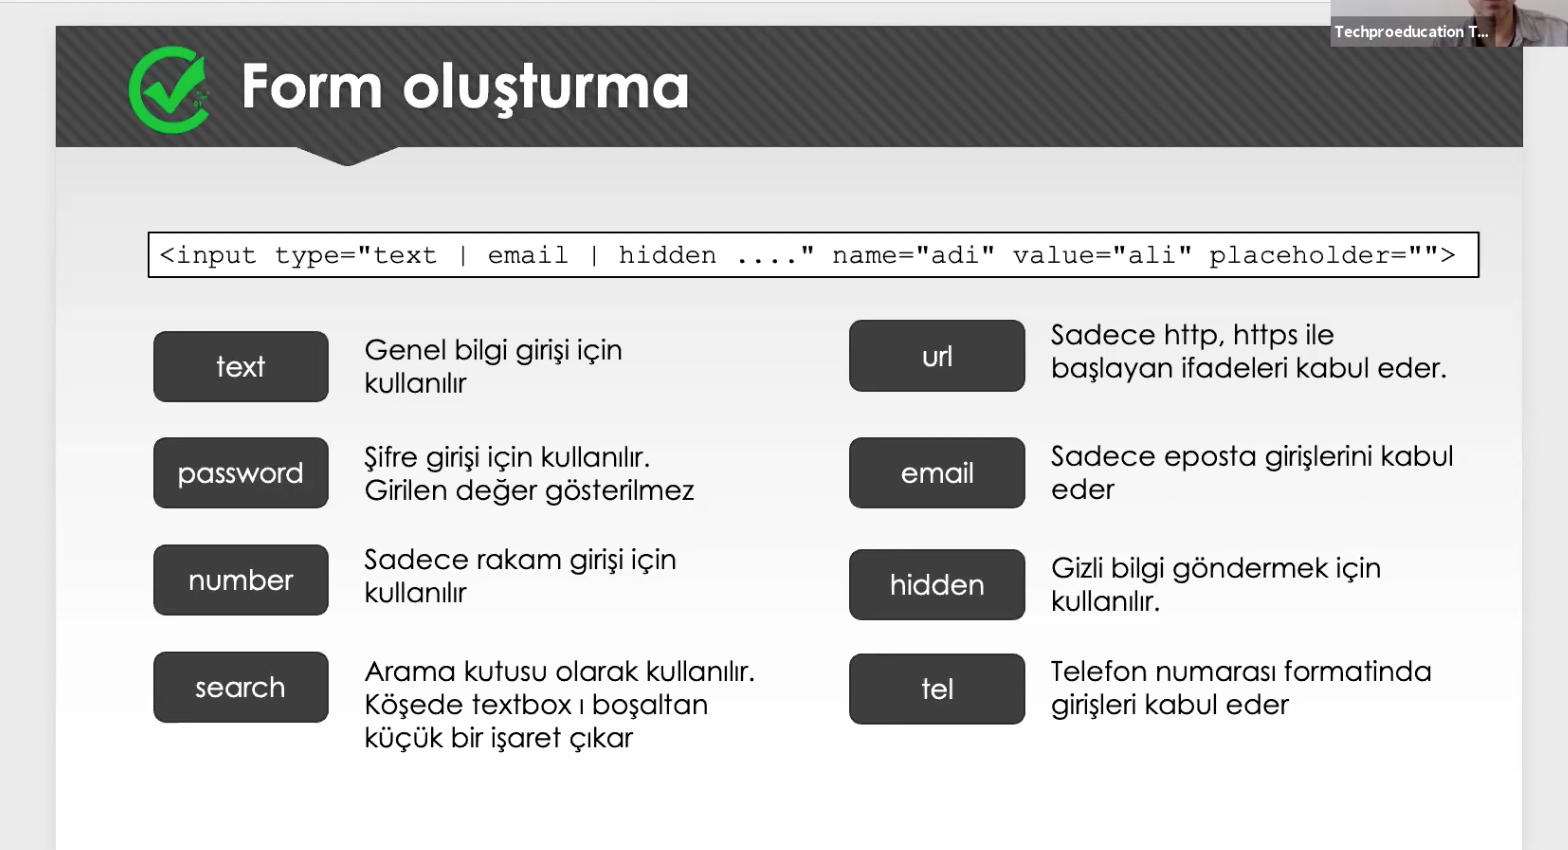 Techproeducation T...
Form oluşturma
<input type="text | email | hidden ...." name="adi" value="ali" placeholder="">
text
Genel bilgi girişi için
kullanılır
password
Şifre girişi için kullanılır.
Girilen değer gösterilmez
number
Sadece rakam girişi için
kullanılır
search
Arama kutusu olarak kullanılır.
Köşede textbox ı boşaltan
küçük bir işaret çıkar
url
Sadece http, https ile
başlayan ifadeleri kabul eder.
email
Sadece eposta girişlerini kabul
eder
hidden
Gizli bilgi göndermek için
kullanılır.
tel
Telefon numarası formatinda
girişleri kabul eder